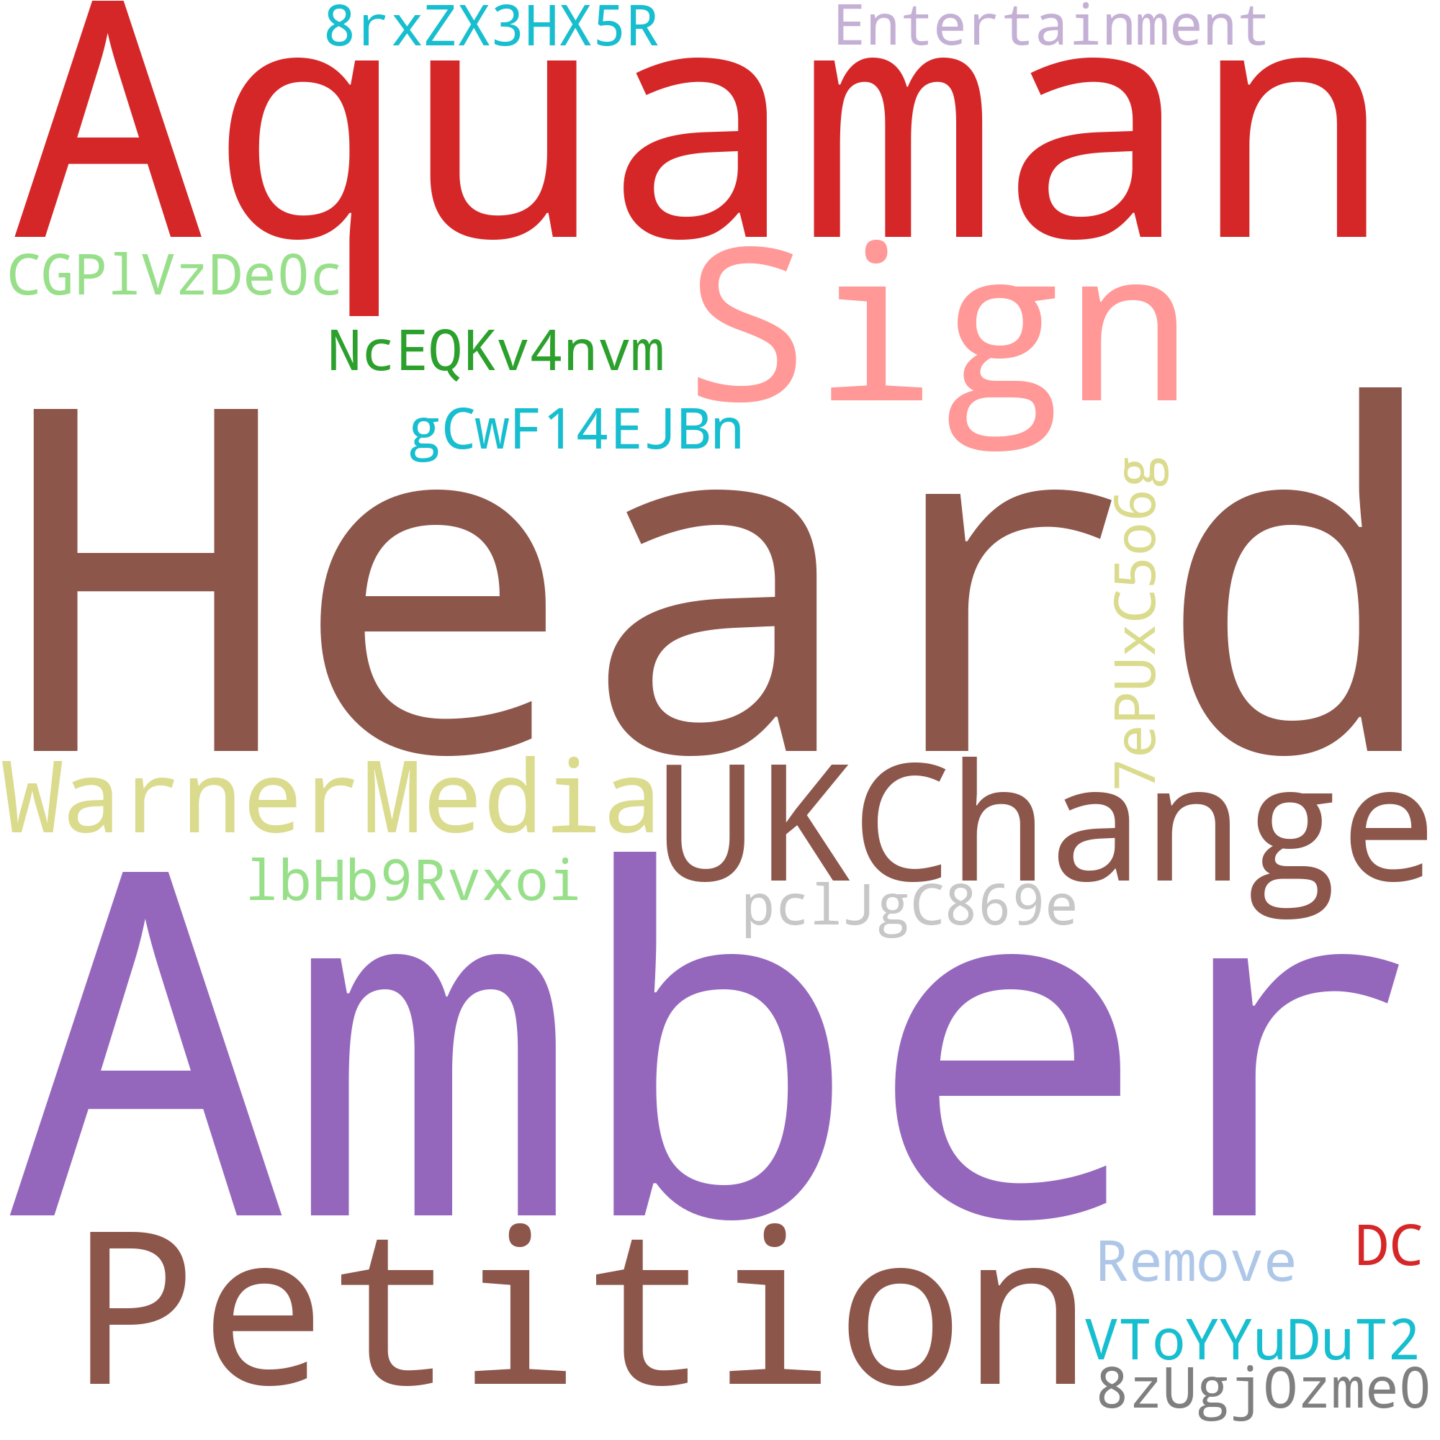 8rxZX3HX5R
Entertainment
Aquaman
CGPlVzDe0c
Sign
NcEQKv4nvm
gCwF14EJBn
Heard
7ePUxC5o6g
WarnerMedia
UKChange
lbHb9Rvxoi
pclJgC869e
Amber
Petition
Remove
DC
VToYYuDuT2
8zUgjOzme0